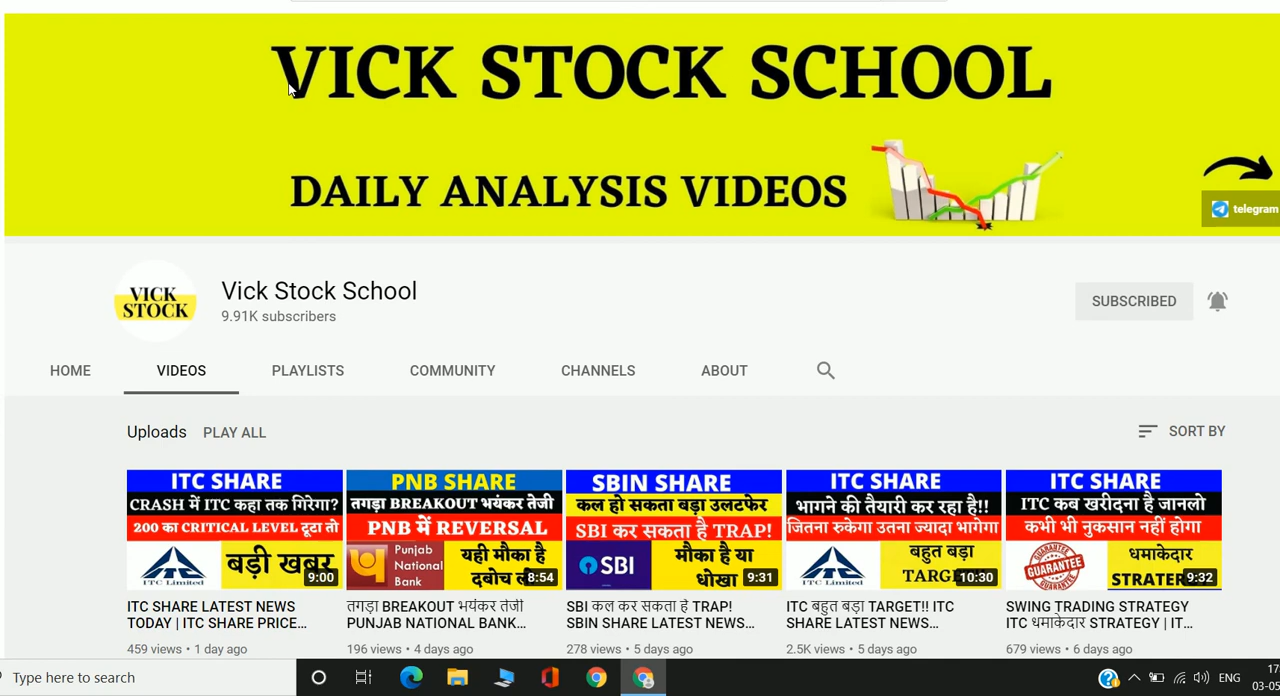 VICK STOCK SCHOOL
DAILY ANALYSIS VIDEOS
telegram
VICK
STOCK
Vick Stock School
9.91K subscribers
SUBSCRIBED
HOME VIDEOS PLAYLISTS COMMUNITY CHANNELS ABOUT
Uploads PLAY ALL SORT BY
ITC SHARE
CRASH में ITC कहा तक गिरेगा?
200 का CRITICAL LEVEL टूटा तो
ITC Limited
बड़ी खबर
9:00
ITC SHARE LATEST NEWS
TODAY | ITC SHARE PRICE...
459 views • 1 day ago
PNB SHARE
तगड़ा BREAKOUT भयंकर तेजी
PNB में REVERSAL
Punjab
National
Bank
यही मौका है
दबोच
8:54
तगड़ा BREAKOUT भयंकर तेजी
PUNJAB NATIONAL BANK...
196 views • 4 days ago
SBIN SHARE
कल हो सकता बड़ा उलटफेर
SBI कर सकता है TRAP!
SBI
मौका है या
धोखा
9:31
SBI कल कर सकता है TRAP!
SBIN SHARE LATEST NEWS...
278 views • 5 days ago
ITC SHARE
भागने की तैयारी कर रहा है!!
जितना रुकेगा उतना ज्यादा भागेगा
ITC Limited
बहुत बड़ा
10:30
ITC बहुत बड़ा TARGET!! ITC
SHARE LATEST NEWS...
2.5K views • 5 days ago
ITC SHARE
ITC कब खरीदना है जानलो
कभी भी नुकसान नहीं होगा
GUARANTEE
धमाकेदार
9:32
SWING TRADING STRATEGY
ITC धमाकेदार STRATEGY | IT...
679 views • 6 days ago
Type here to search
ENG
17
03-05